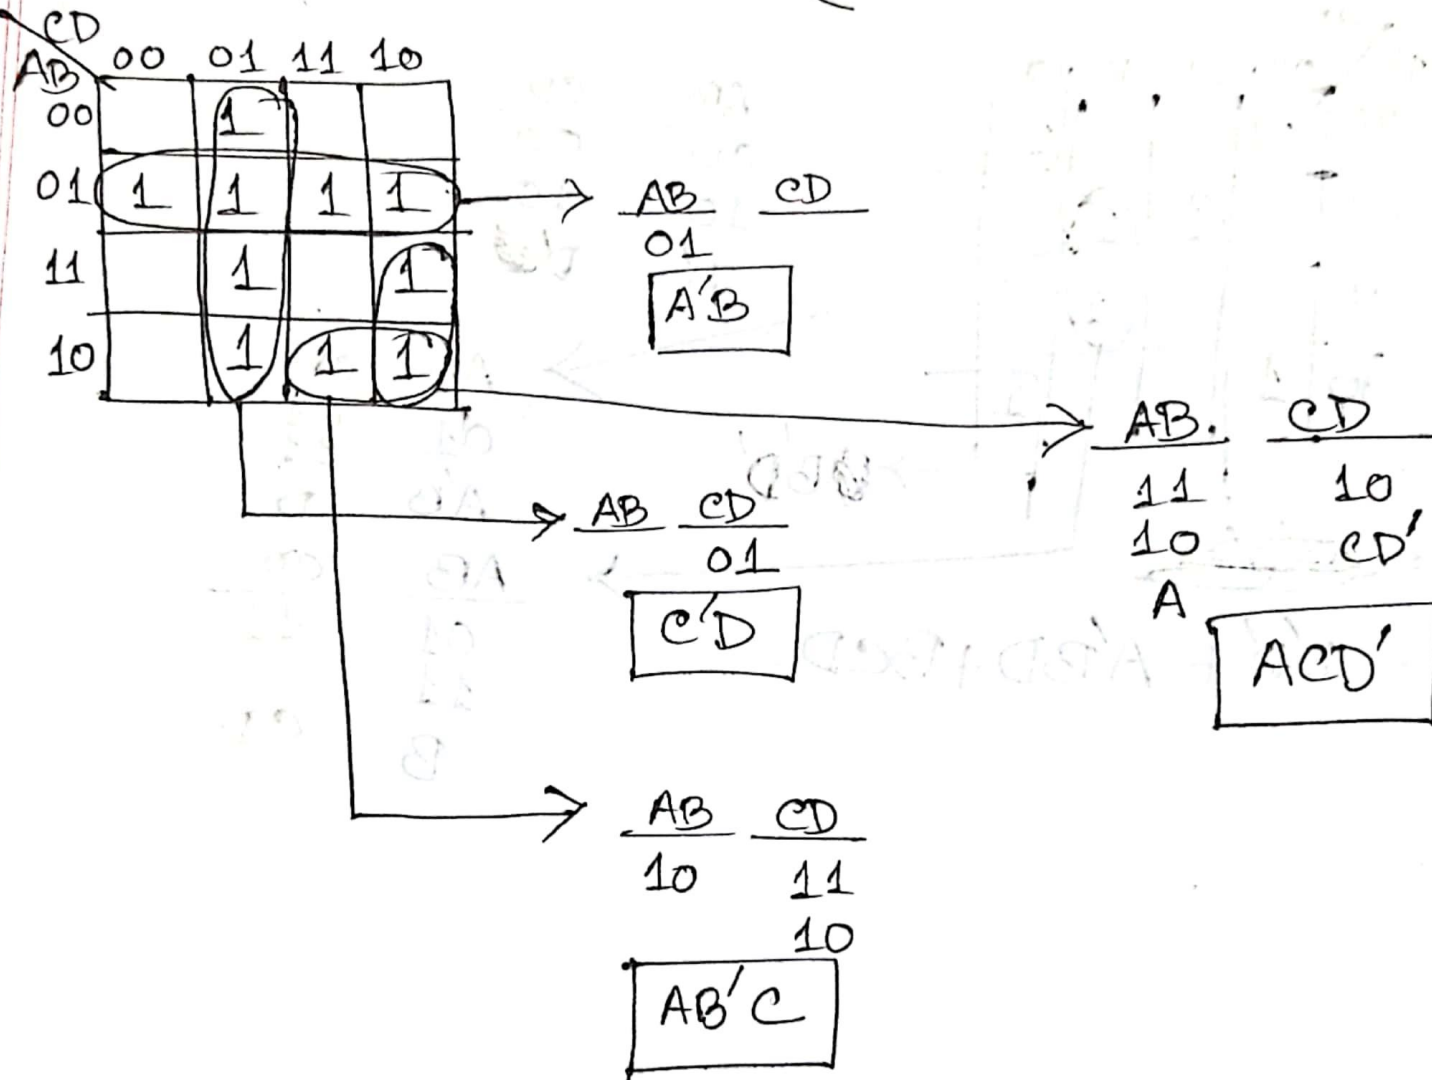 CD
AB 00 01 11 10
00 1
01 1 1 1 1
11 1 1
10 1 1 1
AB CD
01
A'B
AB CD
01
C'D
AB CD
11 10
10 CD'
A
ACD'
AB CD
10 11
10
AB'C